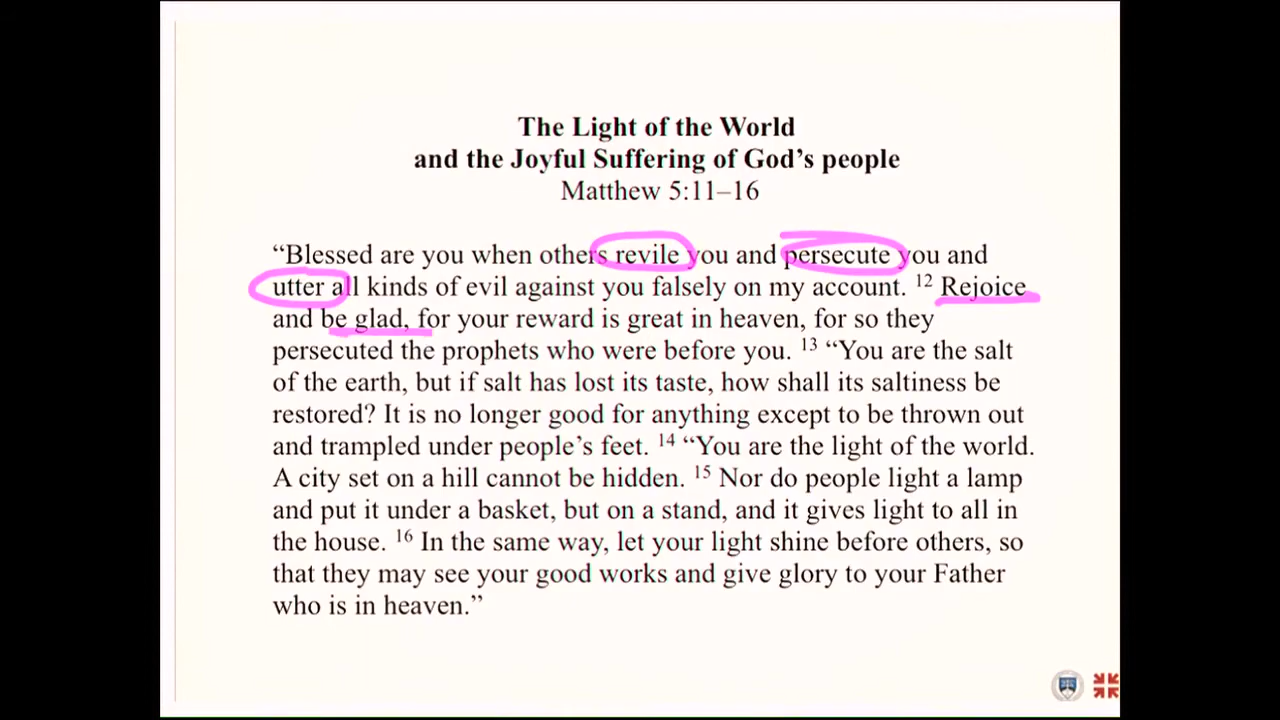 The Light of the World
and the Joyful Suffering of God’s people
Matthew 5:11–16
“Blessed are you when others revile you and persecute you and
utter all kinds of evil against you falsely on my account. 12 Rejoice
and be glad, for your reward is great in heaven, for so they
persecuted the prophets who were before you. 13 “You are the salt
of the earth, but if salt has lost its taste, how shall its saltiness be
restored? It is no longer good for anything except to be thrown out
and trampled under people’s feet. 14 “You are the light of the world.
A city set on a hill cannot be hidden. 15 Nor do people light a lamp
and put it under a basket, but on a stand, and it gives light to all in
the house. 16 In the same way, let your light shine before others, so
that they may see your good works and give glory to your Father
who is in heaven.”